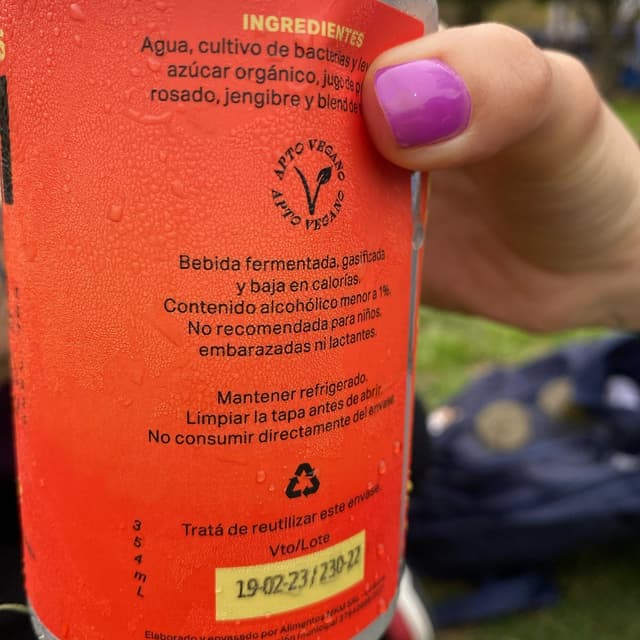 INGREDIENTES
Agua, cultivo de bacterias y
azúcar orgánico, jugo de
rosado, jengibre y blend de
APTO VEGANO
APTO VEGANO
Bebida fermentada, gasificada
y baja en calorías.
Contenido alcohólico menor a 1%.
No recomendada para niños,
embarazadas ni lactantes.
Mantener refrigerado.
Limpiar la tapa antes de abrir.
No consumir directamente del envase.
Tratá de reutilizar este envase.
Vto/Lote
19-02-23/230-22
354mL
Elaborado y envasado por Alimentos